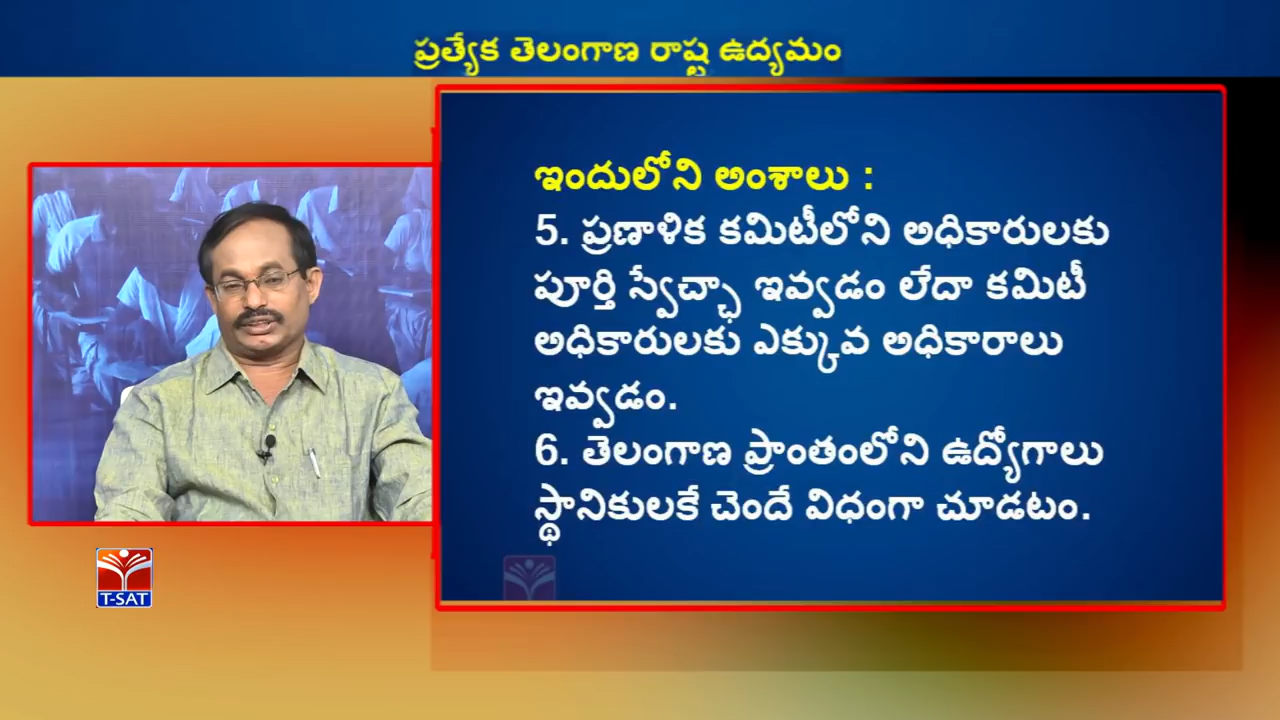 ప్రత్యేక తెలంగాణ రాష్ట ఉద్యమం
ఇందులోని అంశాలు :
5. ప్రణాళిక కమిటీలోని అధికారులకు
పూర్తి స్వేచ్ఛా ఇవ్వడం లేదా కమిటీ
అధికారులకు ఎక్కువ అధికారాలు
ఇవ్వడం.
6. తెలంగాణ ప్రాంతంలోని ఉద్యోగాలు
స్థానికులకే చెందే విధంగా చూడటం.
T-SAT